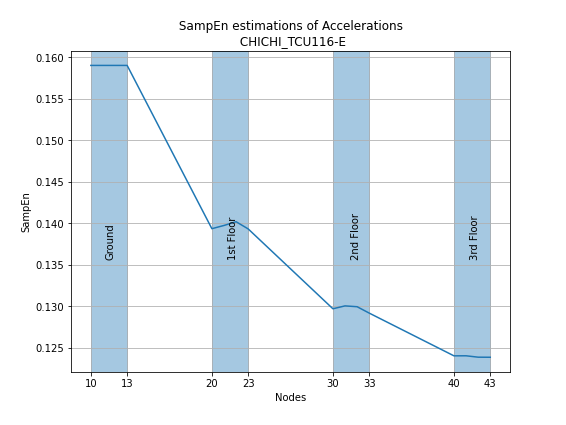 SampEn estimations of Accelerations
CHICHI_TCU116-E
0.160
0.155
0.150
0.145
0.140
0.135
0.130
0.125
SampEn
Ground
1st Floor
2nd Floor
3rd Floor
10 13 20 23 30 33 40 43
Nodes